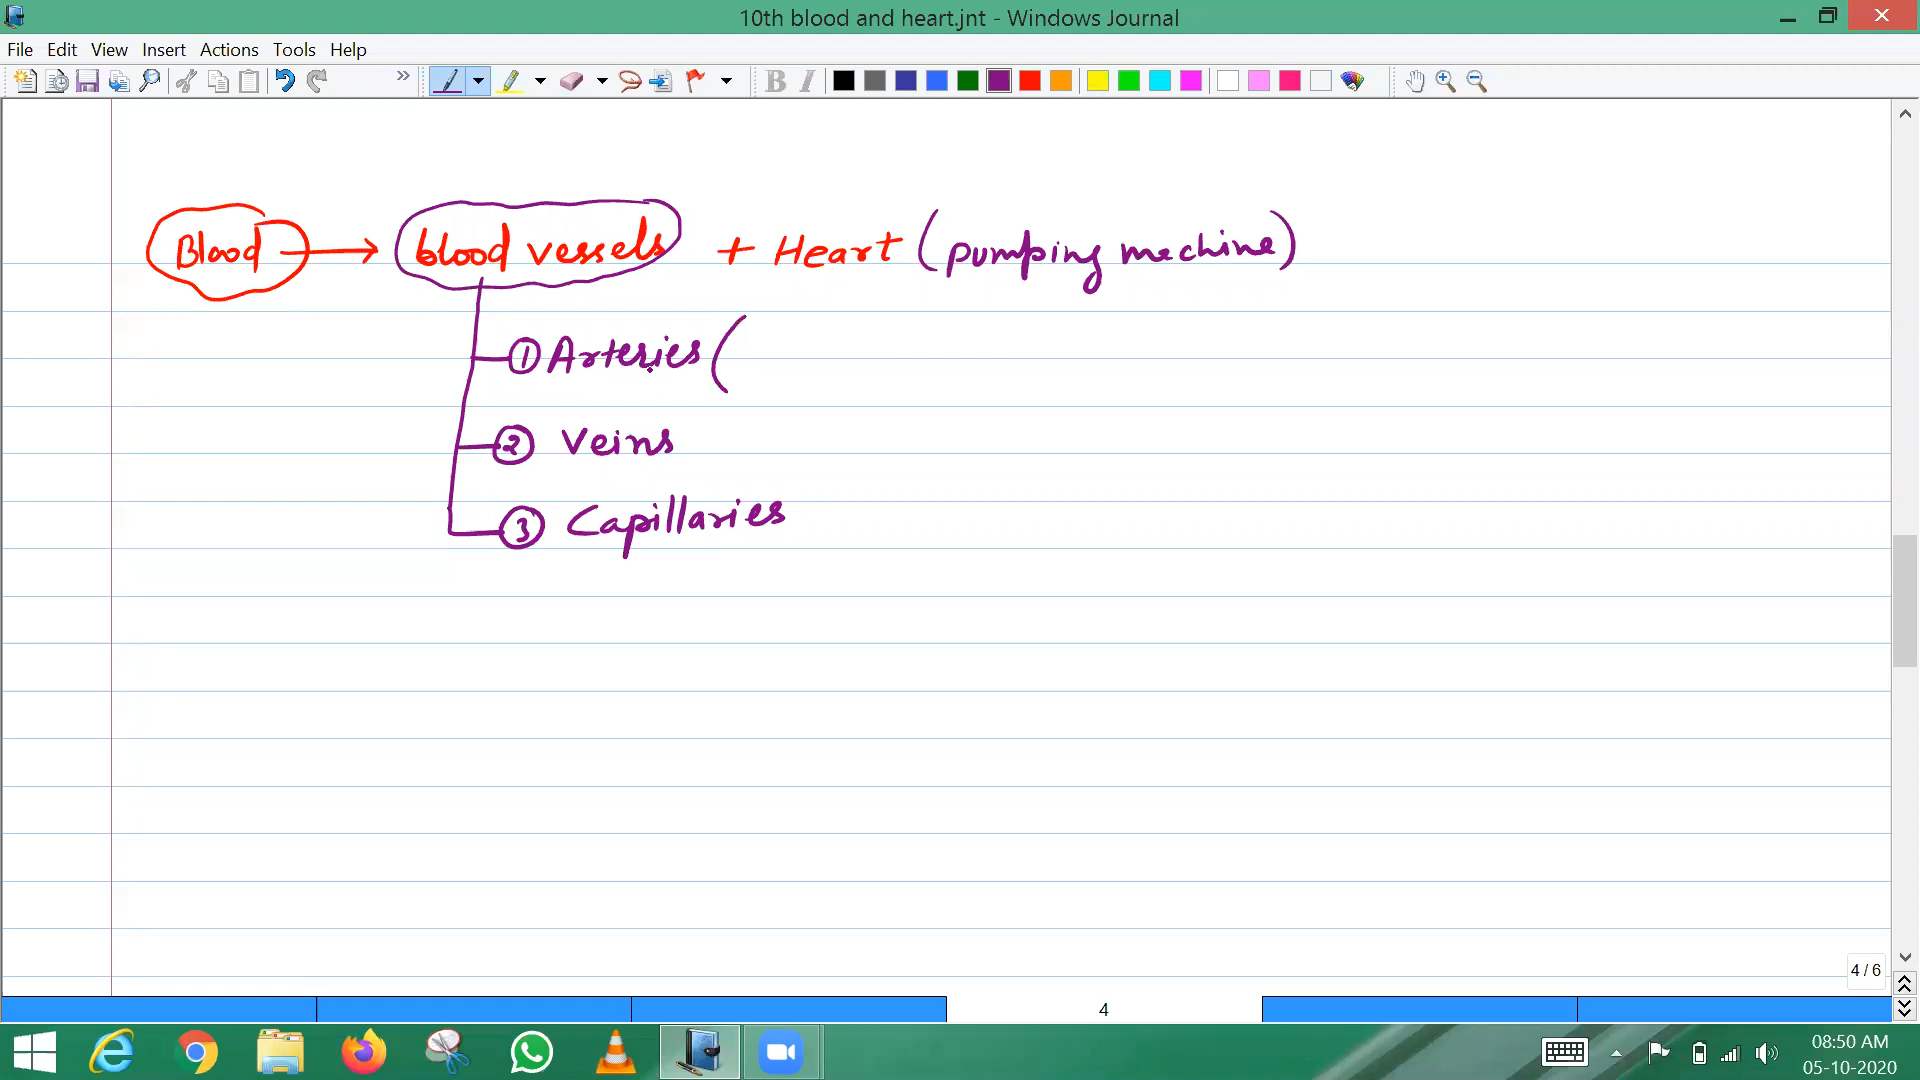 10th blood and heart.jnt - Windows Journal
File Edit View Insert Actions Tools Help
B I
Blood → blood vessels + Heart (pumping machine)
① Arteries (
② Veins
③ Capillaries
4 / 6
4
08:50 AM
05-10-2020